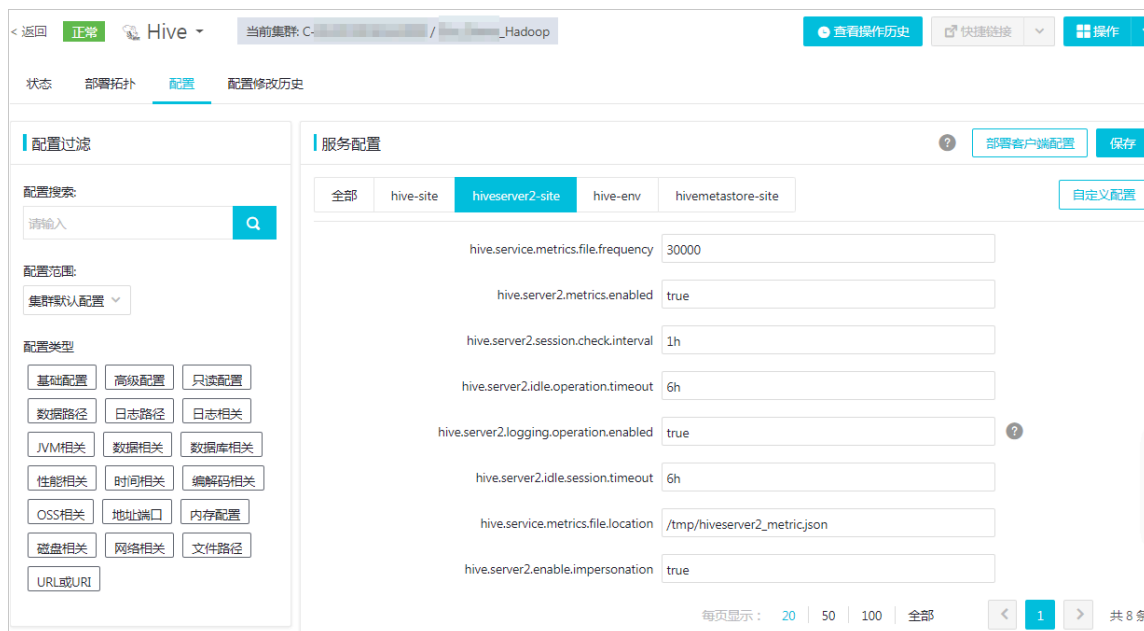 < 返回 正常 Hive 当前集群: C- / _Hadoop 查看操作历史 快捷链接 操作
状态 部署拓扑 配置 配置修改历史
配置过滤
配置搜索:
请输入
配置范围:
集群默认配置
配置类型
基础配置 高级配置 只读配置
数据路径 日志路径 日志相关
JVM相关 数据相关 数据库相关
性能相关 时间相关 编解码相关
OSS相关 地址端口 内存配置
磁盘相关 网络相关 文件路径
URL或URI
服务配置 ? 部署客户端配置 保存
全部 hive-site hiveserver2-site hive-env hivemetastore-site 自定义配置
hive.service.metrics.file.frequency 30000
hive.server2.metrics.enabled true
hive.server2.session.check.interval 1h
hive.server2.idle.operation.timeout 6h
hive.server2.logging.operation.enabled true ?
hive.server2.idle.session.timeout 6h
hive.service.metrics.file.location /tmp/hiveserver2_metric.json
hive.server2.enable.impersonation true
每页显示: 20 50 100 全部 < 1 > 共 8 条